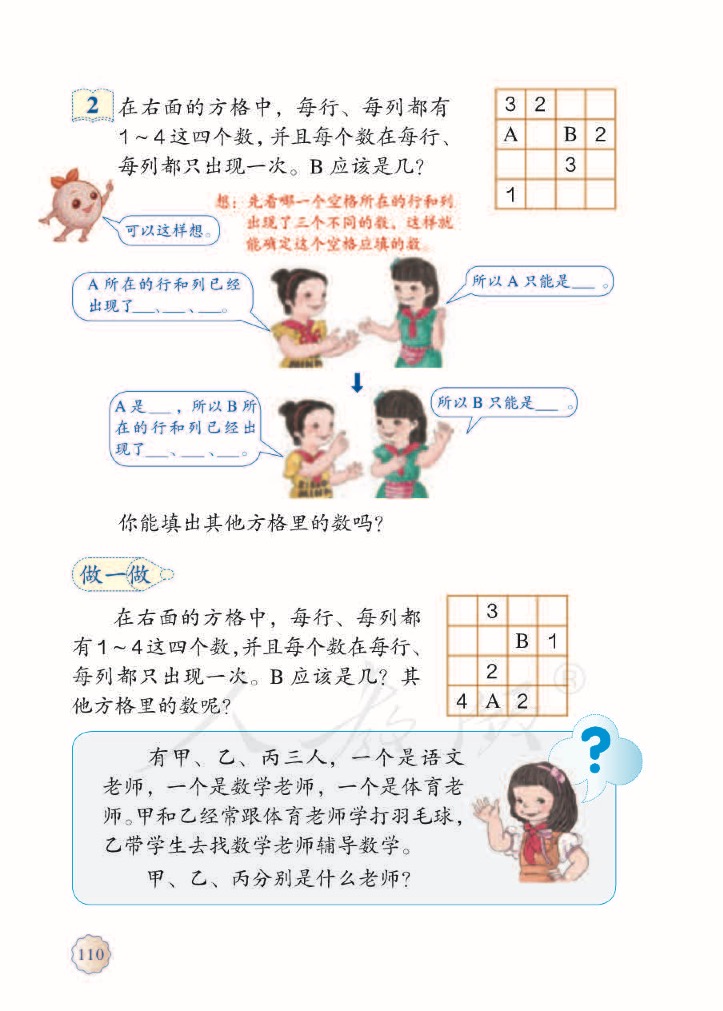 2 在右面的方格中，每行、每列都有
1～4这四个数，并且每个数在每行、
每列都只出现一次。B 应该是几？
3 2
A B 2
3
1
想：先看哪一个空格所在的行和列
出现了三个不同的数，这样就
能确定这个空格应填的数。
可以这样想。
A 所在的行和列已经
出现了___、___、___。
所以 A 只能是___。
A 是___，所以 B 所
在的行和列已经出
现了___、___、___。
所以 B 只能是___。
你能填出其他方格里的数吗？
做一做
在右面的方格中，每行、每列都
有1～4这四个数，并且每个数在每行、
每列都只出现一次。B 应该是几？其
他方格里的数呢？
3
B 1
2
4 A 2
有甲、乙、丙三人，一个是语文
老师，一个是数学老师，一个是体育老
师。甲和乙经常跟体育老师学打羽毛球，
乙带学生去找数学老师辅导数学。
甲、乙、丙分别是什么老师？
?
110